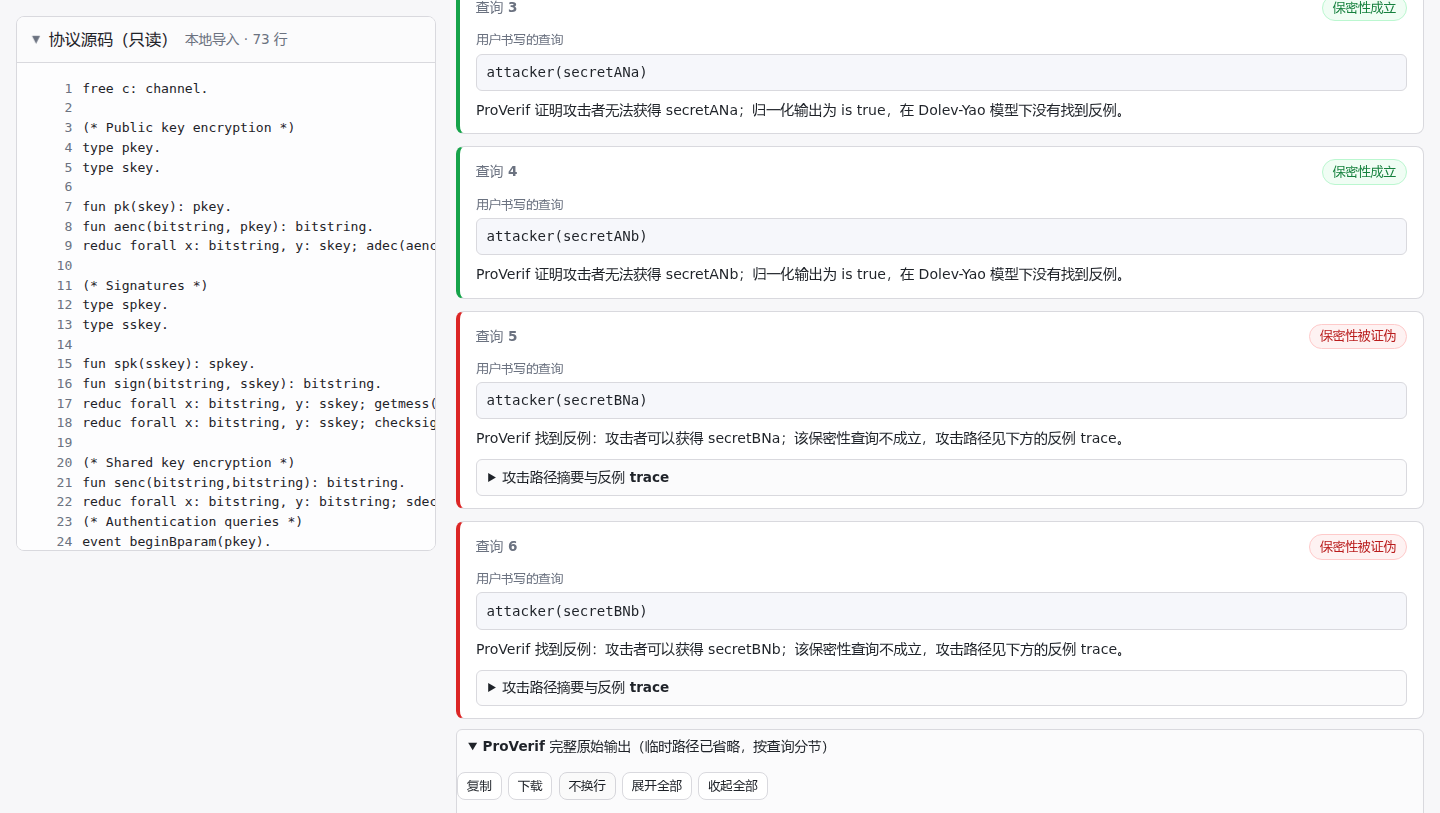 ▼ 协议源码（只读） 本地导入 · 73 行
1 free c: channel.
2
3 (* Public key encryption *)
4 type pkey.
5 type skey.
6
7 fun pk(skey): pkey.
8 fun aenc(bitstring, pkey): bitstring.
9 reduc forall x: bitstring, y: skey; adec(aenc
10
11 (* Signatures *)
12 type spkey.
13 type sskey.
14
15 fun spk(sskey): spkey.
16 fun sign(bitstring, sskey): bitstring.
17 reduc forall x: bitstring, y: sskey; getmess(
18 reduc forall x: bitstring, y: sskey; checksig
19
20 (* Shared key encryption *)
21 fun senc(bitstring,bitstring): bitstring.
22 reduc forall x: bitstring, y: bitstring; sdec
23 (* Authentication queries *)
24 event beginBparam(pkey).
查询 3 保密性成立
用户书写的查询
attacker(secretANa)
ProVerif 证明攻击者无法获得 secretANa；归一化输出为 is true，在 Dolev-Yao 模型下没有找到反例。
查询 4 保密性成立
用户书写的查询
attacker(secretANb)
ProVerif 证明攻击者无法获得 secretANb；归一化输出为 is true，在 Dolev-Yao 模型下没有找到反例。
查询 5 保密性被证伪
用户书写的查询
attacker(secretBNa)
ProVerif 找到反例：攻击者可以获得 secretBNa；该保密性查询不成立，攻击路径见下方的反例 trace。
▶ 攻击路径摘要与反例 trace
查询 6 保密性被证伪
用户书写的查询
attacker(secretBNb)
ProVerif 找到反例：攻击者可以获得 secretBNb；该保密性查询不成立，攻击路径见下方的反例 trace。
▶ 攻击路径摘要与反例 trace
▼ ProVerif 完整原始输出（临时路径已省略，按查询分节）
复制 下载 不换行 展开全部 收起全部